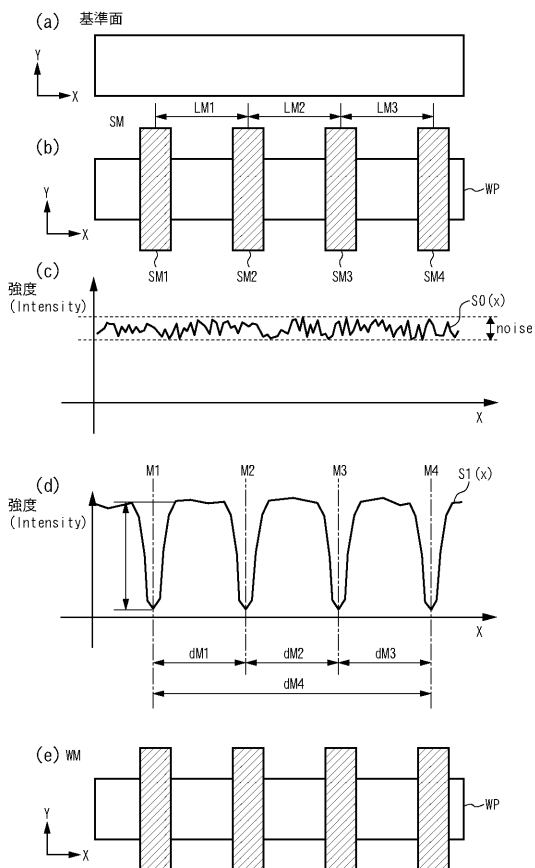 (a) 基準面
Y
X
LM1 LM2 LM3
SM
(b)
WP
Y
X
SM1 SM2 SM3 SM4
(c)
強度
(Intensity)
S0(x)
noise
X
M1 M2 M3 M4
(d)
S1(x)
強度
(Intensity)
X
dM1 dM2 dM3
dM4
(e) WM
WP
Y
X